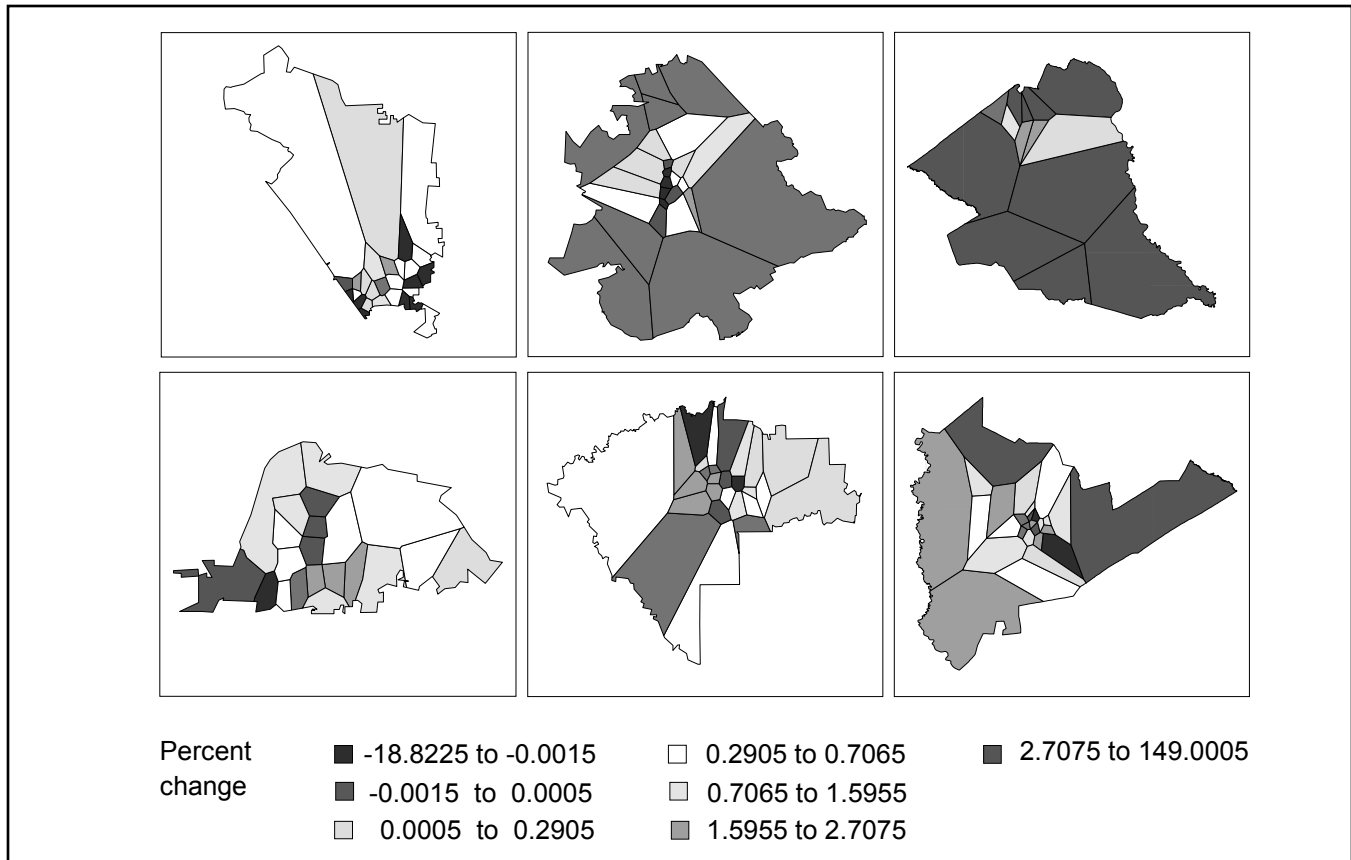 Percent
change
-18.8225 to -0.0015
-0.0015 to 0.0005
0.0005 to 0.2905
0.2905 to 0.7065
0.7065 to 1.5955
1.5955 to 2.7075
2.7075 to 149.0005